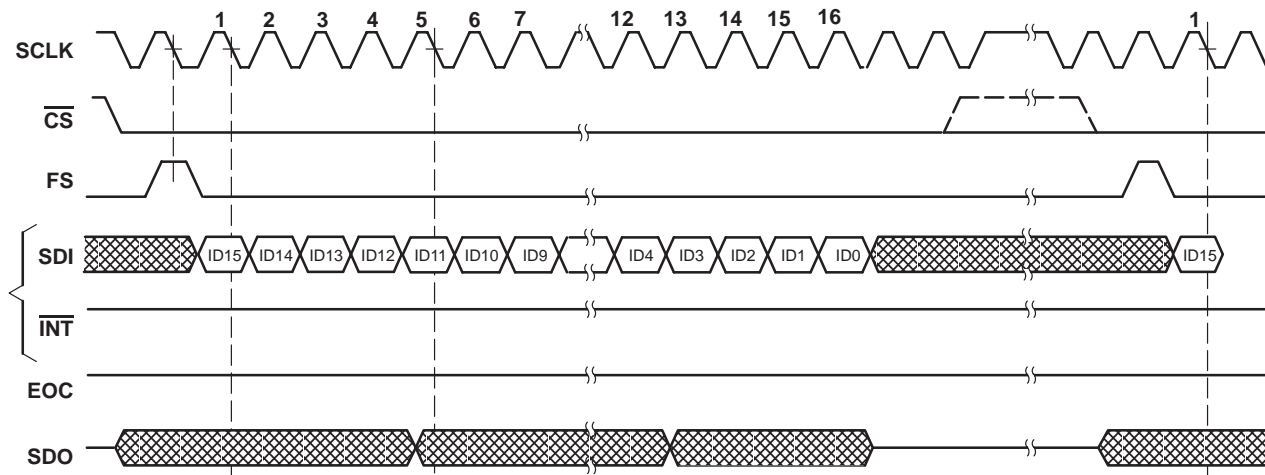 1 2 3 4 5 6 7 12 13 14 15 16 1
SCLK
CS
FS
SDI ID15 ID14 ID13 ID12 ID11 ID10 ID9 ID4 ID3 ID2 ID1 ID0 ID15
INT
EOC
SDO